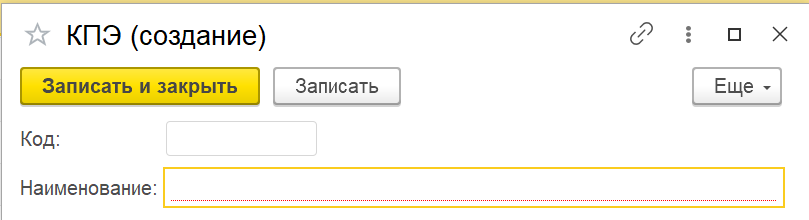 КПЭ (создание)
Записать и закрыть Записать Еще
Код:
Наименование: